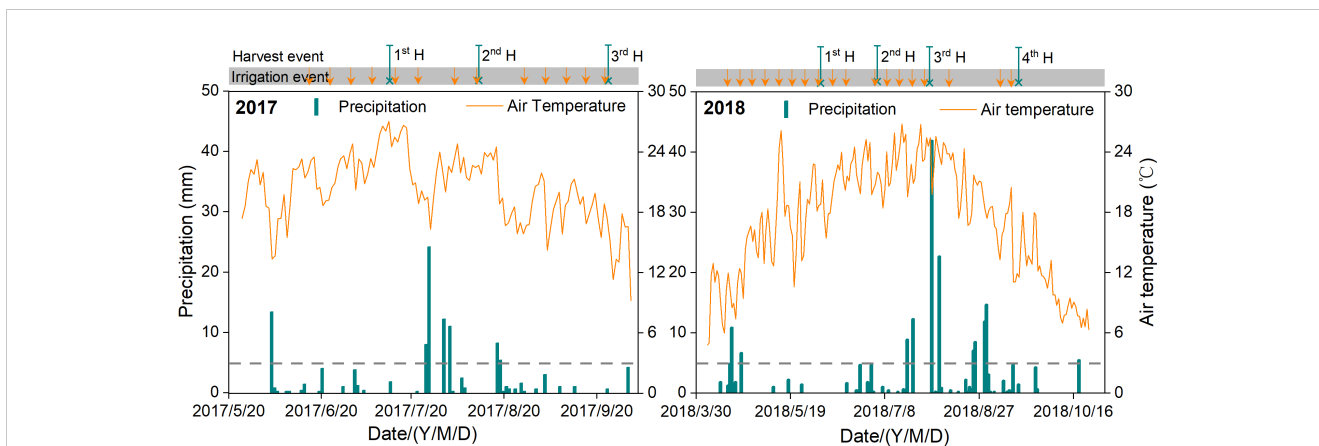 Harvest event
Irrigation event
1st H 2nd H 3rd H
2017 Precipitation Air Temperature
50
40
30
20
10
0
Precipitation (mm)
30
24
18
12
6
0
2017/5/20 2017/6/20 2017/7/20 2017/8/20 2017/9/20
Date/(Y/M/D)
1st H 2nd H 3rd H 4th H
2018 Precipitation Air temperature
50
40
30
20
10
0
30
24
18
12
6
0
Air temperature (℃)
2018/3/30 2018/5/19 2018/7/8 2018/8/27 2018/10/16
Date/(Y/M/D)